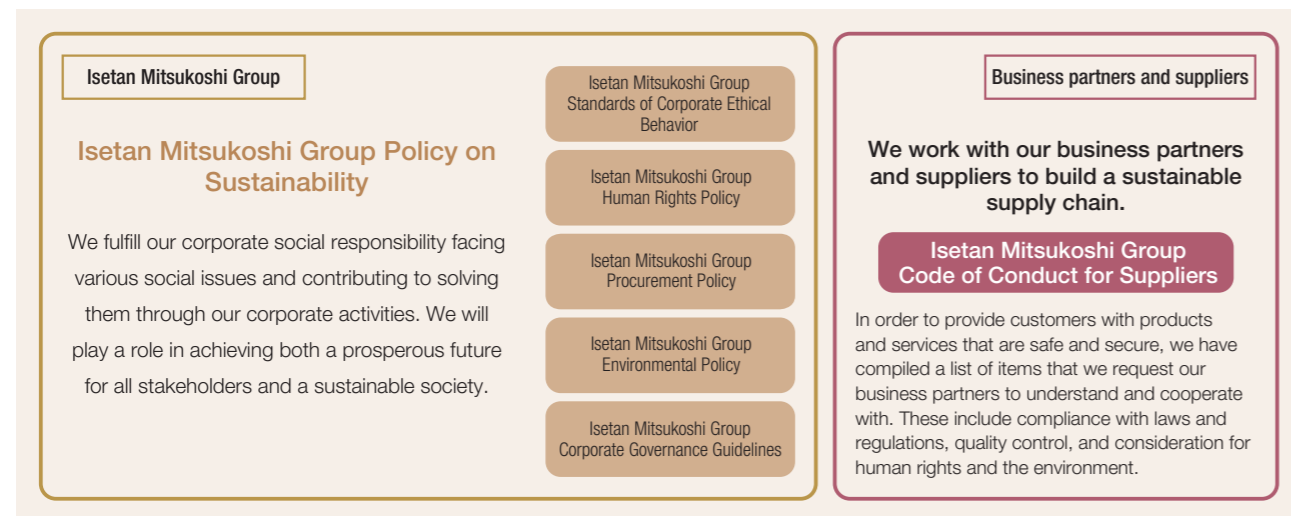 Isetan Mitsukoshi Group
Isetan Mitsukoshi Group Policy on
Sustainability
We fulfill our corporate social responsibility facing
various social issues and contributing to solving
them through our corporate activities. We will
play a role in achieving both a prosperous future
for all stakeholders and a sustainable society.
Isetan Mitsukoshi Group
Standards of Corporate Ethical
Behavior
Isetan Mitsukoshi Group
Human Rights Policy
Isetan Mitsukoshi Group
Procurement Policy
Isetan Mitsukoshi Group
Environmental Policy
Isetan Mitsukoshi Group
Corporate Governance Guidelines
Business partners and suppliers
We work with our business partners
and suppliers to build a sustainable
supply chain.
Isetan Mitsukoshi Group
Code of Conduct for Suppliers
In order to provide customers with products
and services that are safe and secure, we have
compiled a list of items that we request our
business partners to understand and cooperate
with. These include compliance with laws and
regulations, quality control, and consideration for
human rights and the environment.